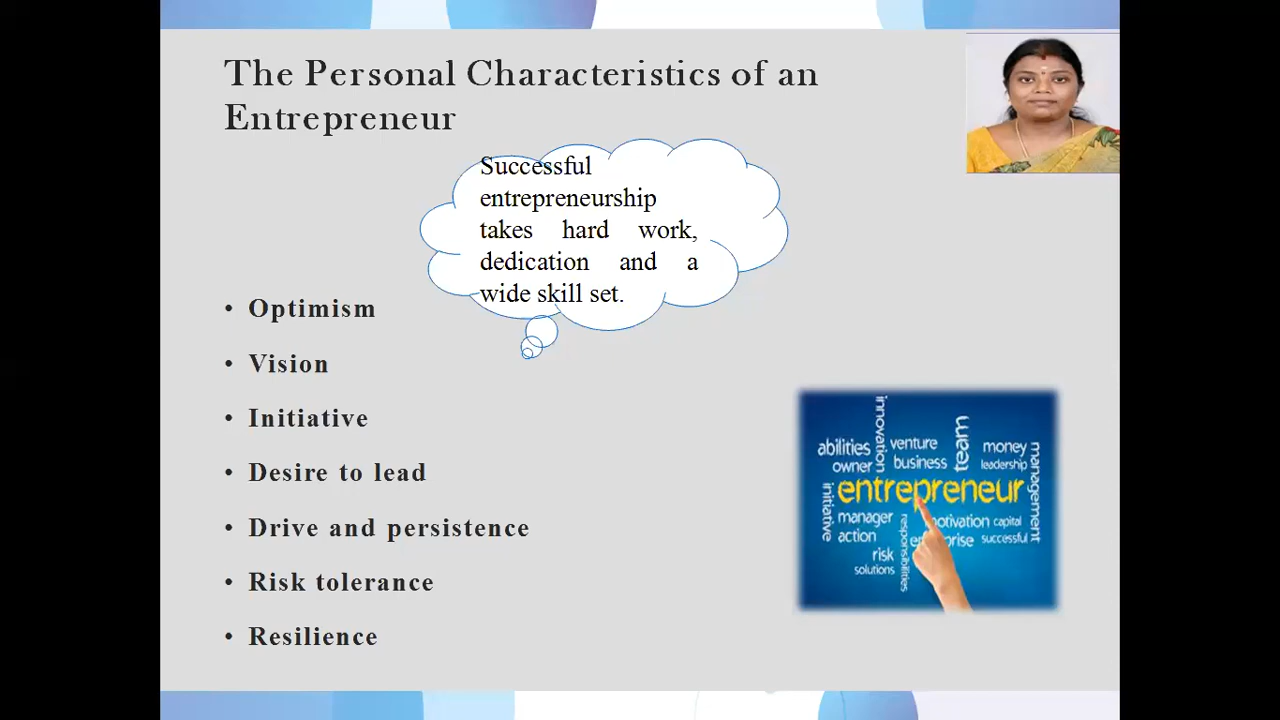 The Personal Characteristics of an
Entrepreneur
Successful
entrepreneurship
takes hard work,
dedication and a
wide skill set.
• Optimism
• Vision
• Initiative
• Desire to lead
• Drive and persistence
• Risk tolerance
• Resilience
innovation
abilities
venture
team
money
owner
business
leadership
management
initiative
entrepreneur
manager
responsibilities
motivation
capital
action
enterprise
successful
risk
solutions